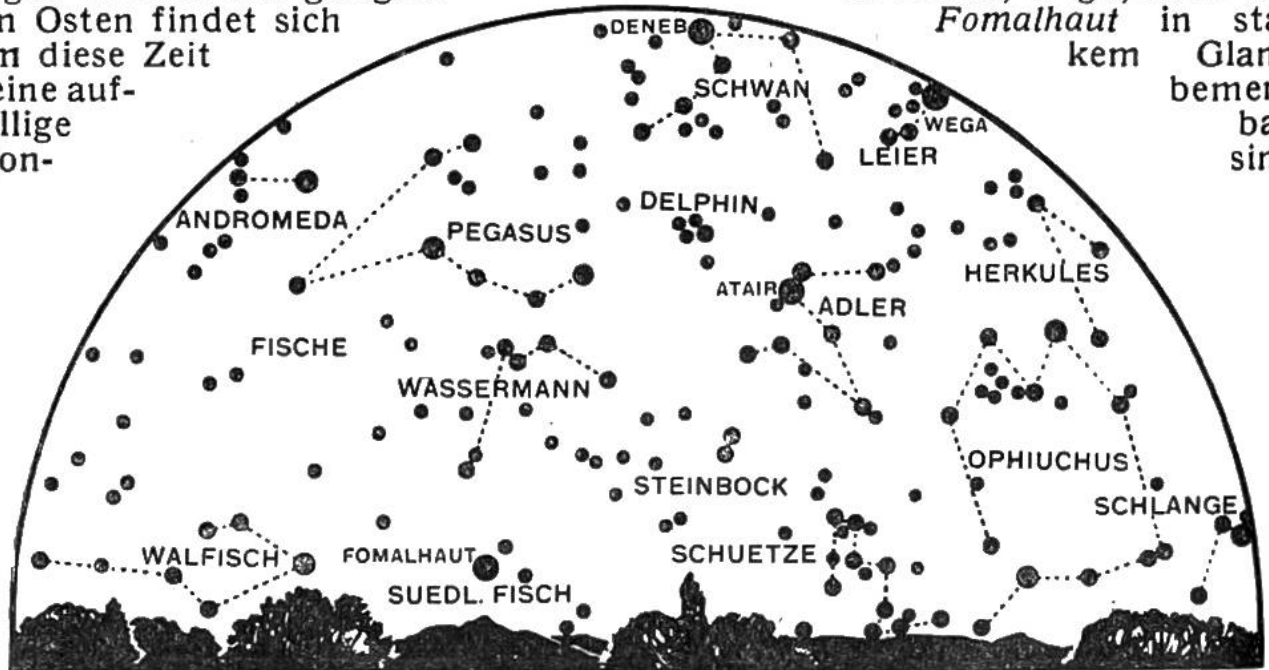 n Osten findet sich
m diese Zeit
eine auf-
llige
on-
Fomalhaut in sta
kem Glan
bemer
ba
sin
DENEB
SCHWAN
WEGA
LEIER
ANDROMEDA
PEGASUS
DELPHIN
HERKULES
ATAIR
ADLER
FISCHE
WASSERMANN
OPHIUCHUS
STEINBOCK
SCHLANGE
WALFISCH
FOMALHAUT
SCHUETZE
SUEDL. FISCH